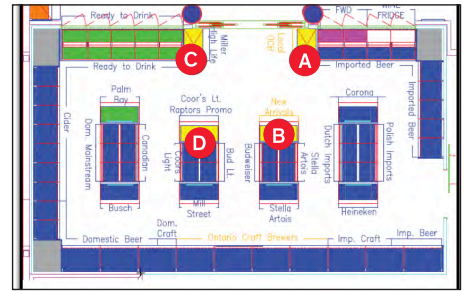 Ready to Drink
FWD
WINE
FRIDGE
Miller
High Life
Local
OCB
C
A
Ready to Drink
Imported Beer
Palm
Bay
Coor's Lt.
Raptors Promo
New
Arrivals
Corona
Imported Beer
Cider
Dom. Mainstream
Canadian
D
B
Coors
Light
Bud Lt.
Budweiser
Stella
Artois
Dutch Imports
Polish Imports
Busch
Mill
Street
Stella
Artois
Heineken
Domestic Beer
Dom.
Craft
Ontario Craft Brewers
Imp. Craft
Imp. Beer